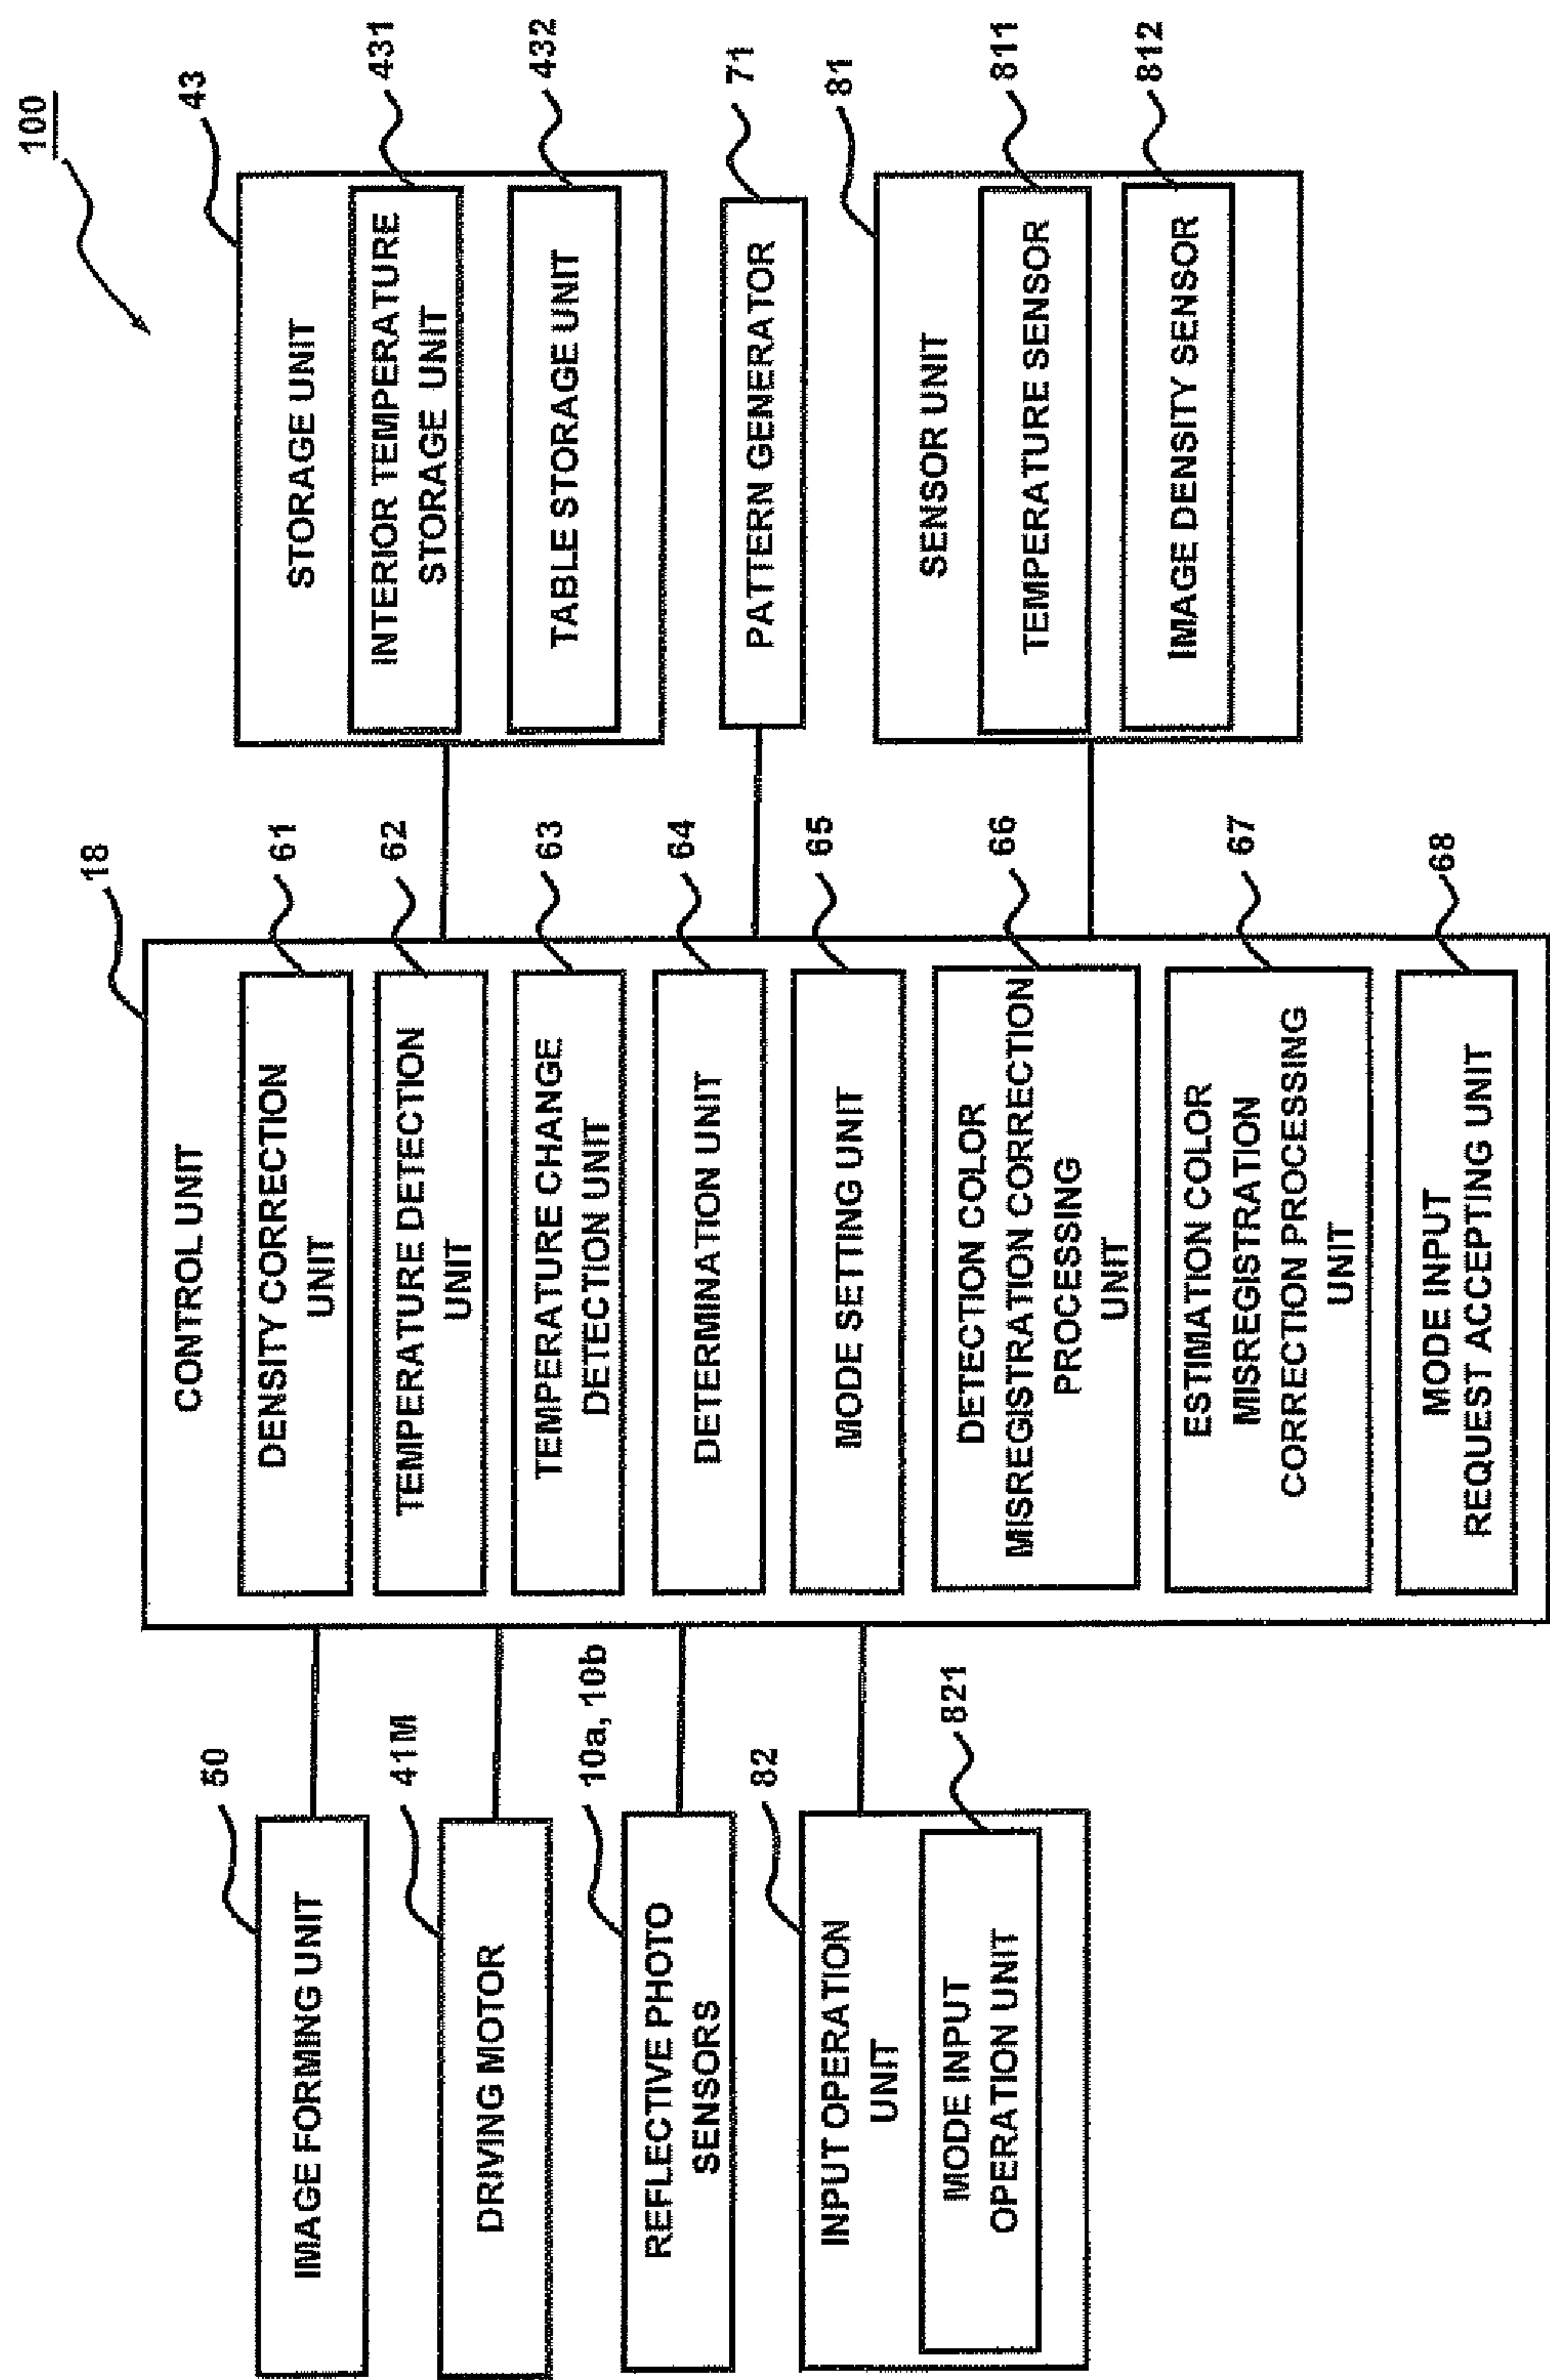 100
50
IMAGE FORMING UNIT
41M
DRIVING MOTOR
10a, 10b
REFLECTIVE PHOTO
SENSORS
82
INPUT OPERATION
UNIT
821
MODE INPUT
OPERATION UNIT
18
CONTROL UNIT
61
DENSITY CORRECTION
UNIT
62
TEMPERATURE DETECTION
UNIT
63
TEMPERATURE CHANGE
DETECTION UNIT
64
DETERMINATION UNIT
65
MODE SETTING UNIT
66
DETECTION COLOR
MISREGISTRATION CORRECTION
PROCESSING
UNIT
67
ESTIMATION COLOR
MISREGISTRATION
CORRECTION PROCESSING
UNIT
68
MODE INPUT
REQUEST ACCEPTING UNIT
43
STORAGE UNIT
431
INTERIOR TEMPERATURE
STORAGE UNIT
432
TABLE STORAGE UNIT
71
PATTERN GENERATOR
81
SENSOR UNIT
811
TEMPERATURE SENSOR
812
IMAGE DENSITY SENSOR